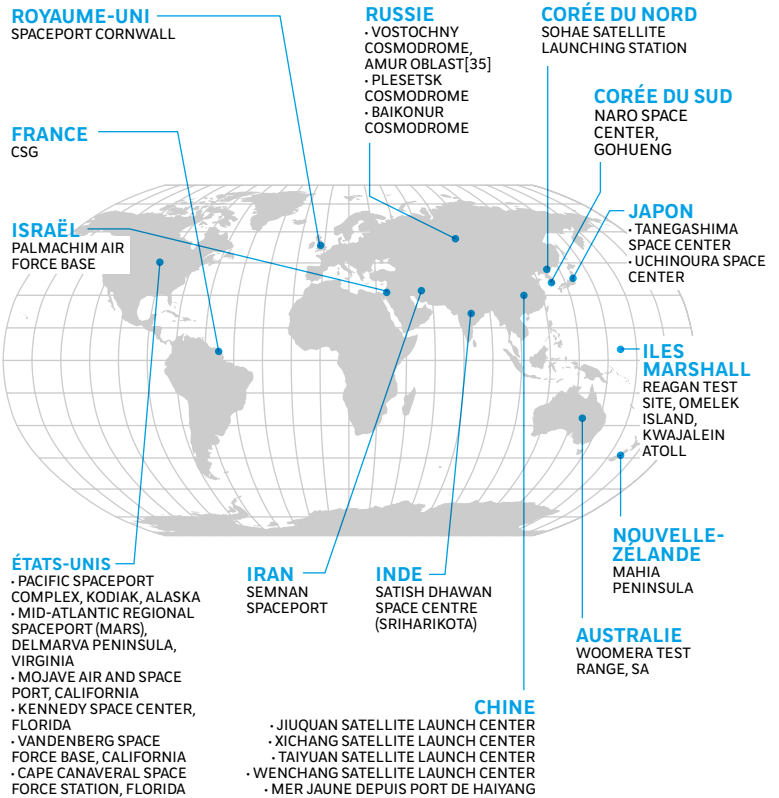 ROYAUME-UNI
SPACEPORT CORNWALL
RUSSIE
· VOSTOCHNY
COSMODROME,
AMUR OBLAST[35]
· PLESETSK
COSMODROME
· BAIKONUR
COSMODROME
CORÉE DU NORD
SOHAE SATELLITE
LAUNCHING STATION
CORÉE DU SUD
NARO SPACE
CENTER,
GOHUENG
FRANCE
CSG
ISRAËL
PALMACHIM AIR
FORCE BASE
JAPON
· TANEGASHIMA
SPACE CENTER
· UCHINOURA SPACE
CENTER
ILES
MARSHALL
REAGAN TEST
SITE, OMELEK
ISLAND,
KWAJALEIN
ATOLL
NOUVELLE-
ZÉLANDE
MAHIA
PENINSULA
ÉTATS-UNIS
· PACIFIC SPACEPORT
COMPLEX, KODIAK, ALASKA
· MID-ATLANTIC REGIONAL
SPACEPORT (MARS),
DELMARVA PENINSULA,
VIRGINIA
· MOJAVE AIR AND SPACE
PORT, CALIFORNIA
· KENNEDY SPACE CENTER,
FLORIDA
· VANDENBERG SPACE
FORCE BASE, CALIFORNIA
· CAPE CANAVERAL SPACE
FORCE STATION, FLORIDA
IRAN
SEMNAN
SPACEPORT
INDE
SATISH DHAWAN
SPACE CENTRE
(SRIHARIKOTA)
AUSTRALIE
WOOMERA TEST
RANGE, SA
CHINE
· JIUQUAN SATELLITE LAUNCH CENTER
· XICHANG SATELLITE LAUNCH CENTER
· TAIYUAN SATELLITE LAUNCH CENTER
· WENCHANG SATELLITE LAUNCH CENTER
· MER JAUNE DEPUIS PORT DE HAIYANG